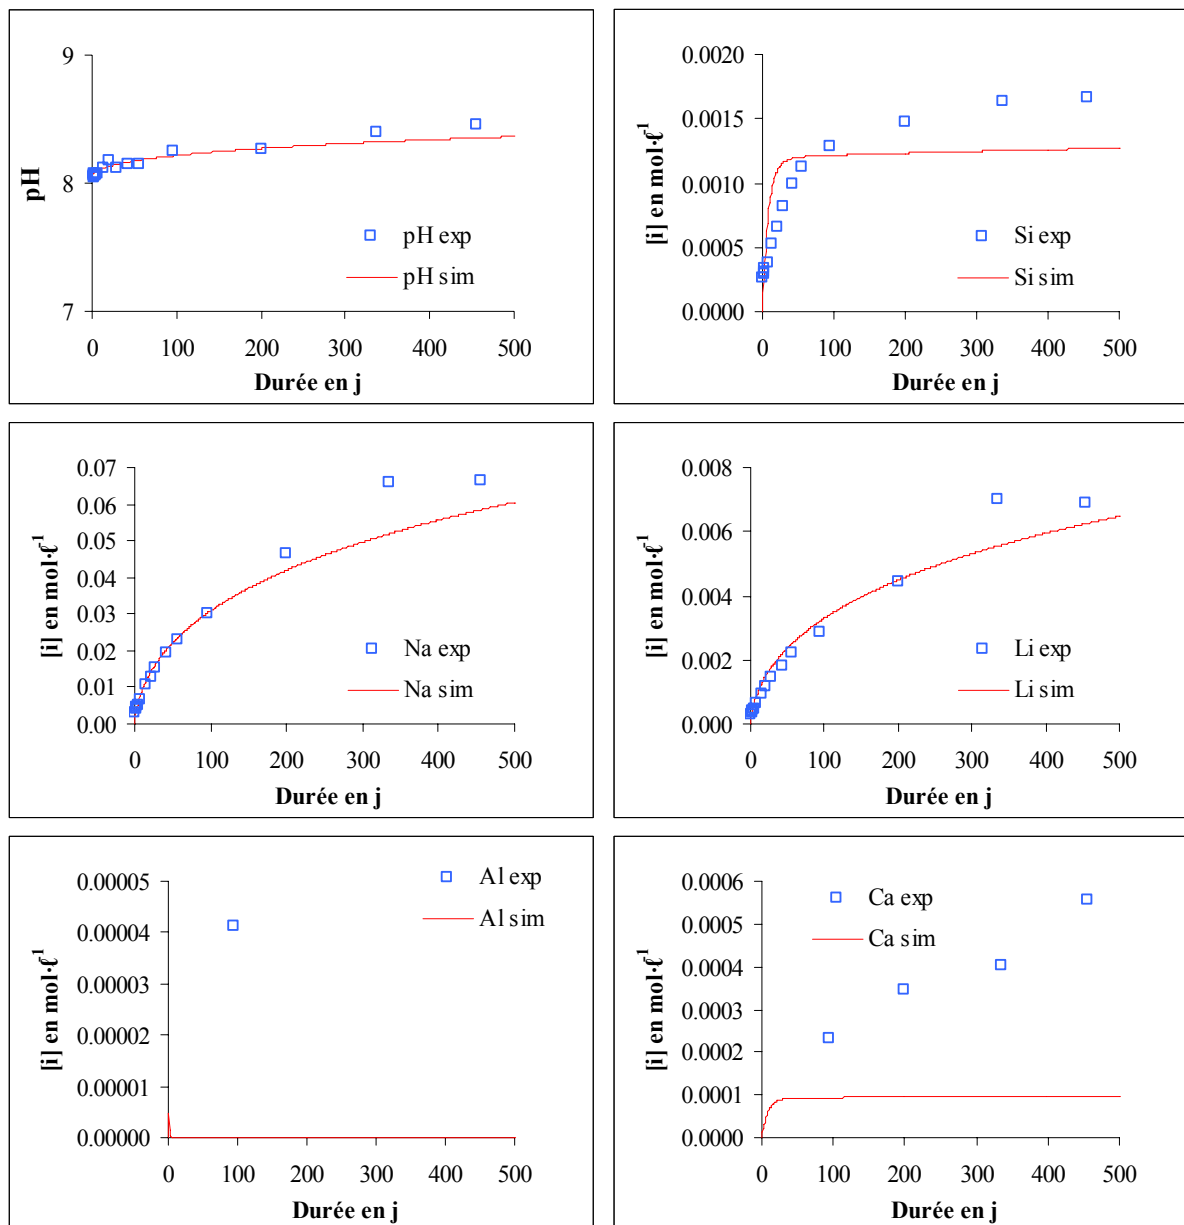 9
8
7
pH
pH exp
pH sim
0 100 200 300 400 500
Durée en j
0.0020
0.0015
0.0010
0.0005
0.0000
[i] en mol·ℓ⁻¹
Si exp
Si sim
0 100 200 300 400 500
Durée en j
0.07
0.06
0.05
0.04
0.03
0.02
0.01
0.00
[i] en mol·ℓ⁻¹
Na exp
Na sim
0 100 200 300 400 500
Durée en j
0.008
0.006
0.004
0.002
0.000
[i] en mol·ℓ⁻¹
Li exp
Li sim
0 100 200 300 400 500
Durée en j
0.00005
0.00004
0.00003
0.00002
0.00001
0.00000
[i] en mol·ℓ⁻¹
Al exp
Al sim
0 100 200 300 400 500
Durée en j
0.0006
0.0005
0.0004
0.0003
0.0002
0.0001
0.0000
[i] en mol·ℓ⁻¹
Ca exp
Ca sim
0 100 200 300 400 500
Durée en j